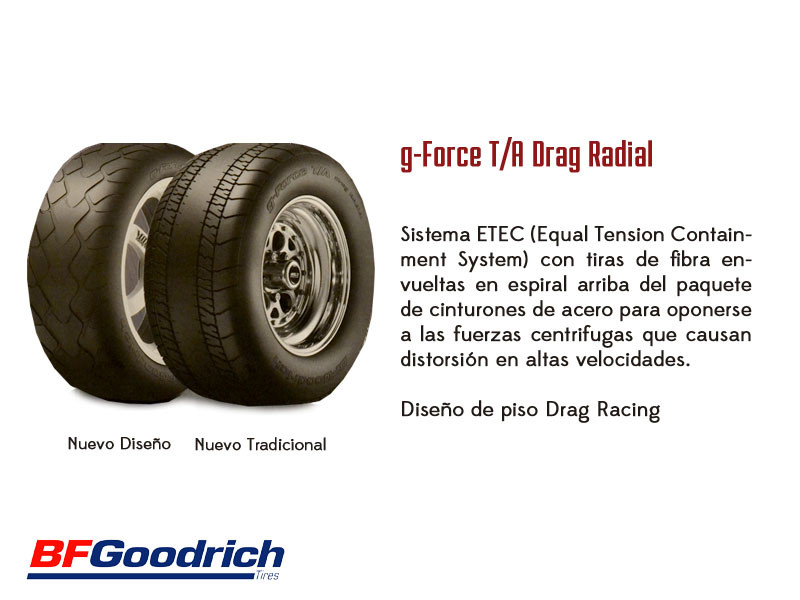 g-Force T/A Drag Radial
Sistema ETEC (Equal Tension Contain-
ment System) con tiras de fibra en-
vueltas en espiral arriba del paquete
de cinturones de acero para oponerse
a las fuerzas centrifugas que causan
distorsión en altas velocidades.
Diseño de piso Drag Racing
g-Force T/A
BFGoodrich
Nuevo Diseño
Nuevo Tradicional
BFGoodrich
Tires